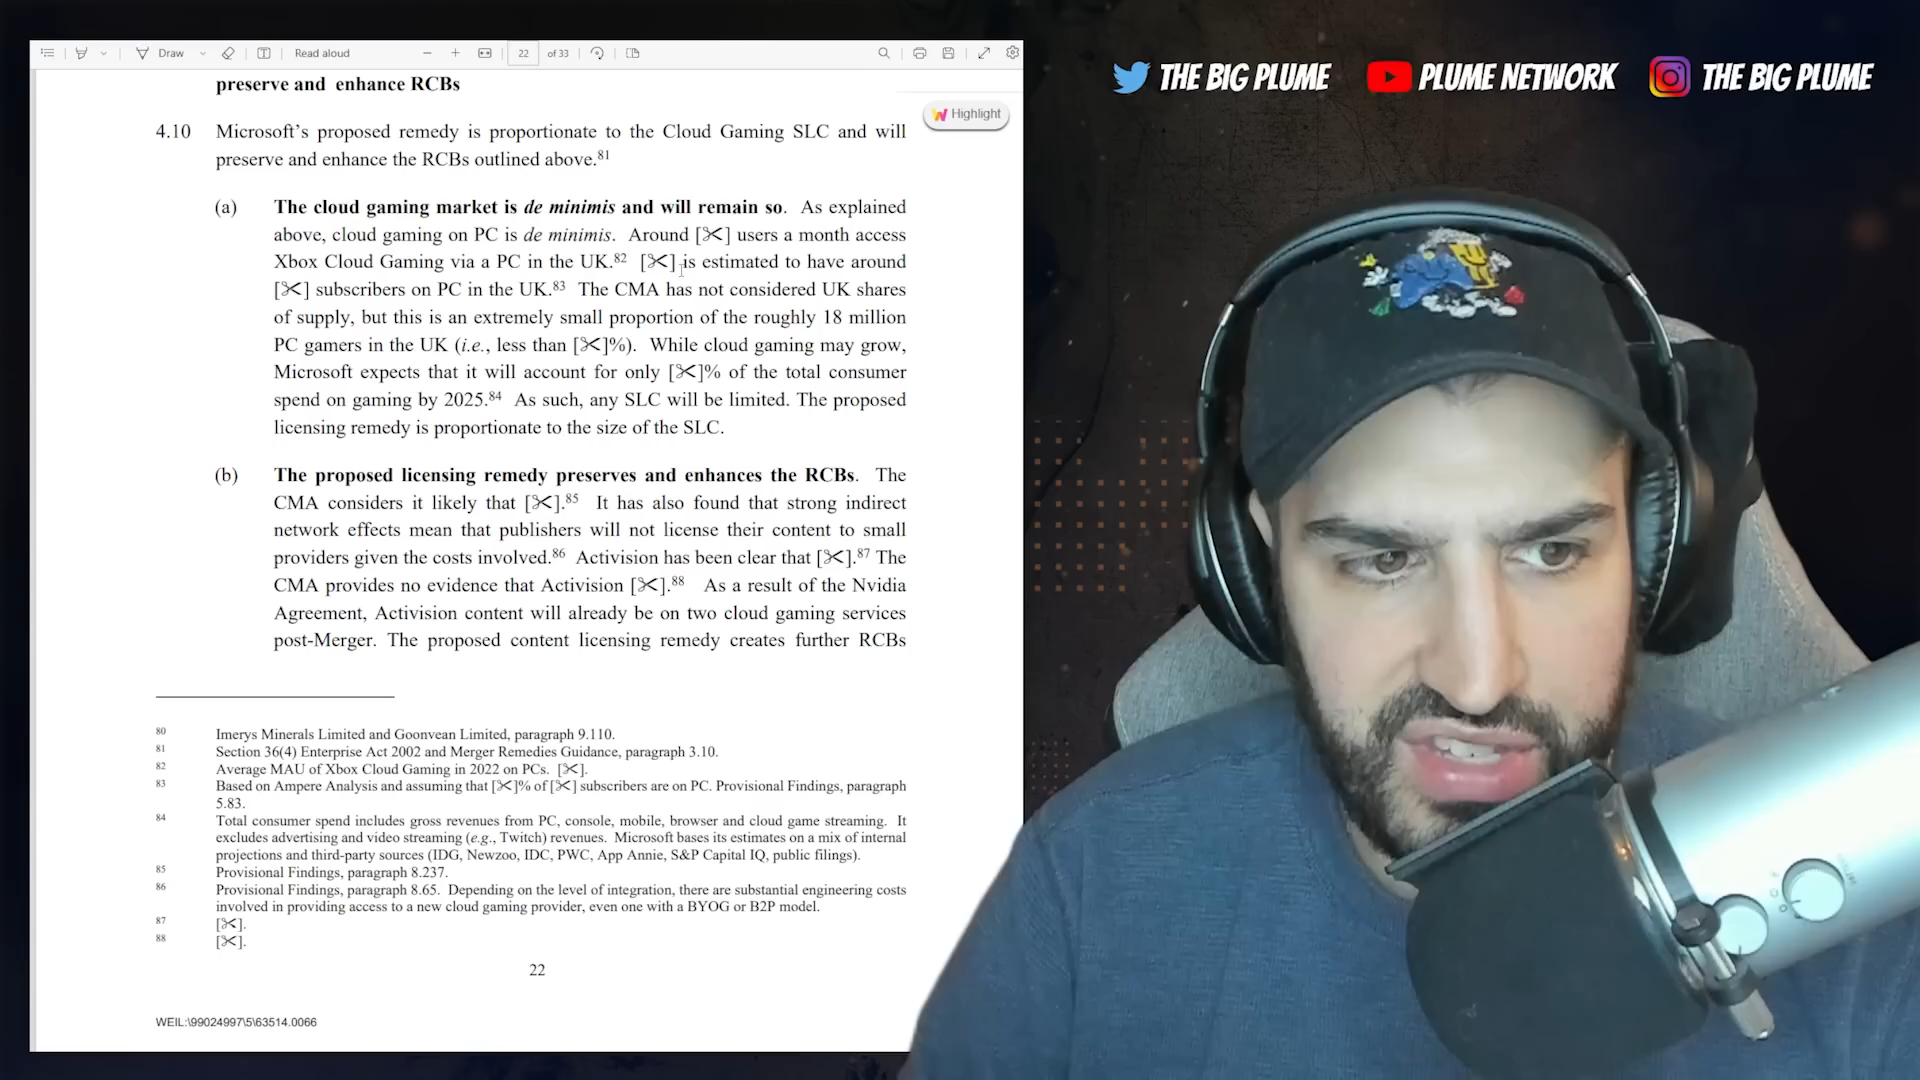 Draw
Read aloud
22 of 33
THE BIG PLUME
PLUME NETWORK
THE BIG PLUME
Highlight
preserve and enhance RCBs
4.10 Microsoft's proposed remedy is proportionate to the Cloud Gaming SLC and will
preserve and enhance the RCBs outlined above.81
(a) The cloud gaming market is de minimis and will remain so. As explained
above, cloud gaming on PC is de minimis. Around [✂] users a month access
Xbox Cloud Gaming via a PC in the UK.82 [✂] is estimated to have around
[✂] subscribers on PC in the UK.83 The CMA has not considered UK shares
of supply, but this is an extremely small proportion of the roughly 18 million
PC gamers in the UK (i.e., less than [✂]%). While cloud gaming may grow,
Microsoft expects that it will account for only [✂]% of the total consumer
spend on gaming by 2025.84 As such, any SLC will be limited. The proposed
licensing remedy is proportionate to the size of the SLC.
(b) The proposed licensing remedy preserves and enhances the RCBs. The
CMA considers it likely that [✂].85 It has also found that strong indirect
network effects mean that publishers will not license their content to small
providers given the costs involved.86 Activision has been clear that [✂].87 The
CMA provides no evidence that Activision [✂].88 As a result of the Nvidia
Agreement, Activision content will already be on two cloud gaming services
post-Merger. The proposed content licensing remedy creates further RCBs
80 Imerys Minerals Limited and Goonvean Limited, paragraph 9.110.
81 Section 36(4) Enterprise Act 2002 and Merger Remedies Guidance, paragraph 3.10.
82 Average MAU of Xbox Cloud Gaming in 2022 on PCs. [✂].
83 Based on Ampere Analysis and assuming that [✂]% of [✂] subscribers are on PC. Provisional Findings, paragraph
5.83.
84 Total consumer spend includes gross revenues from PC, console, mobile, browser and cloud game streaming. It
excludes advertising and video streaming (e.g., Twitch) revenues. Microsoft bases its estimates on a mix of internal
projections and third-party sources (IDG, Newzoo, IDC, PWC, App Annie, S&P Capital IQ, public filings).
85 Provisional Findings, paragraph 8.237.
86 Provisional Findings, paragraph 8.65. Depending on the level of integration, there are substantial engineering costs
involved in providing access to a new cloud gaming provider, even one with a BYOG or B2P model.
87 [✂].
88 [✂].
22
WEIL:\99024997\5\63514.0066